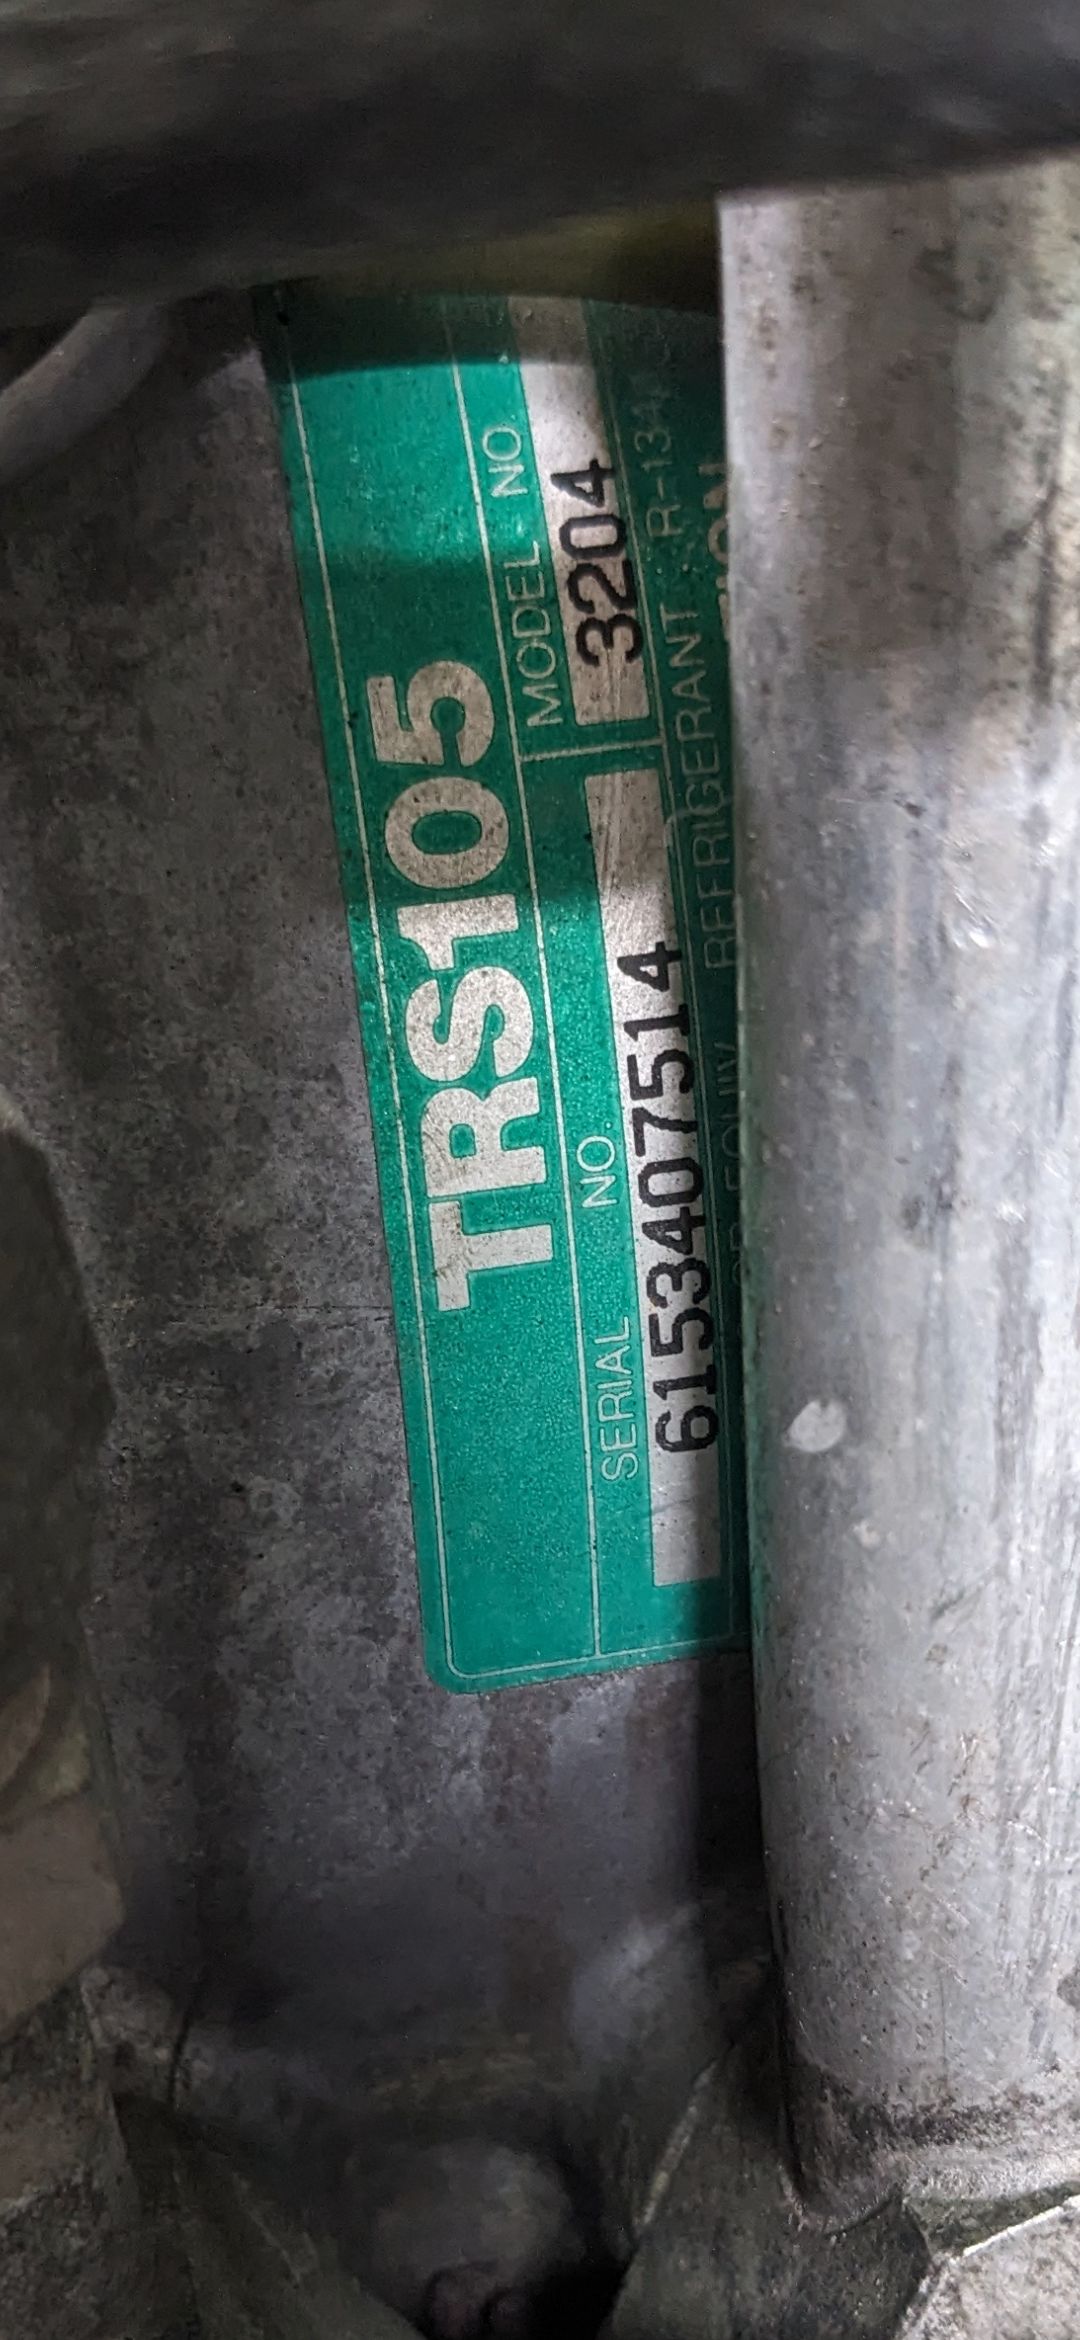 TRS105
SERIAL NO. MODEL NO
6153407514 3204
REFRIGERANT : R-134